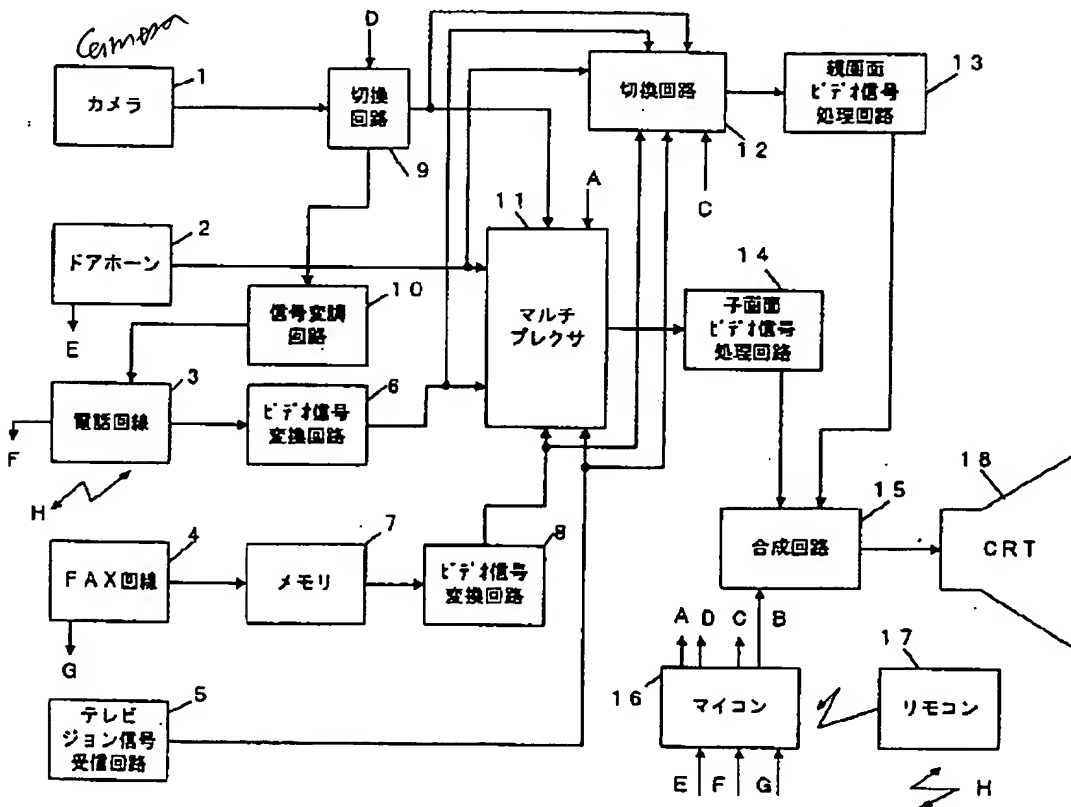 Camera
カメラ
1
D
切換
回路
9
切換回路
12
C
親画面
ビデオ信号
処理回路
13
ドアホーン
2
E
信号変調
回路
10
A
11
マルチ
プレクサ
子画面
ビデオ信号
処理回路
14
電話回線
3
F
H
ビデオ信号
変換回路
6
FAX回線
4
G
メモリ
7
ビデオ信号
変換回路
8
合成回路
15
CRT
18
テレビ
ジョン信号
受信回路
5
A D C B
マイコン
16
E F G
リモコン
17
H